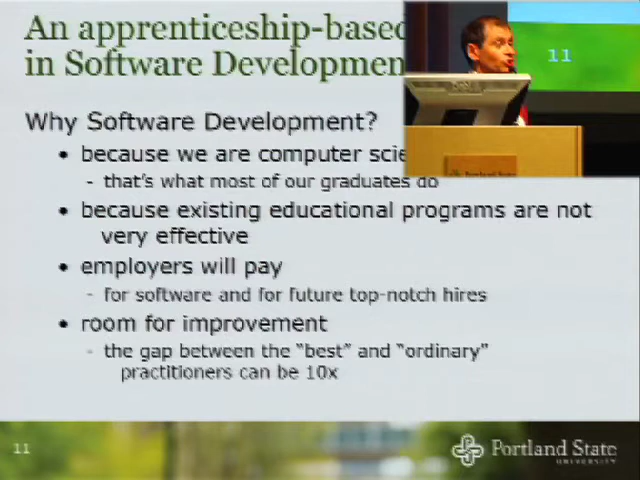 An apprenticeship-based
in Software Developmen
11
Why Software Development?
• because we are computer scie
- that's what most of our graduates do
• because existing educational programs are not
very effective
• employers will pay
- for software and for future top-notch hires
• room for improvement
- the gap between the "best" and "ordinary"
practitioners can be 10x
Portland State
11
Portland State
UNIVERSITY